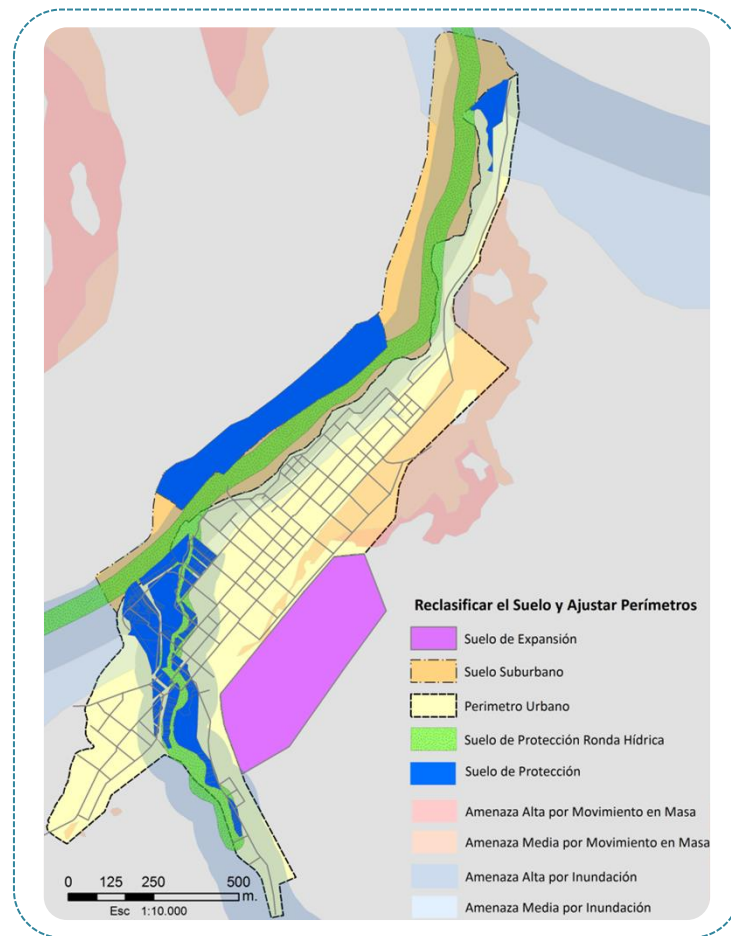 Reclasificar el Suelo y Ajustar Perímetros
Suelo de Expansión
Suelo Suburbano
Perimetro Urbano
Suelo de Protección Ronda Hídrica
Suelo de Protección
Amenaza Alta por Movimiento en Masa
Amenaza Media por Movimiento en Masa
Amenaza Alta por Inundación
Amenaza Media por Inundación
0 125 250 500
m.
Esc 1:10.000